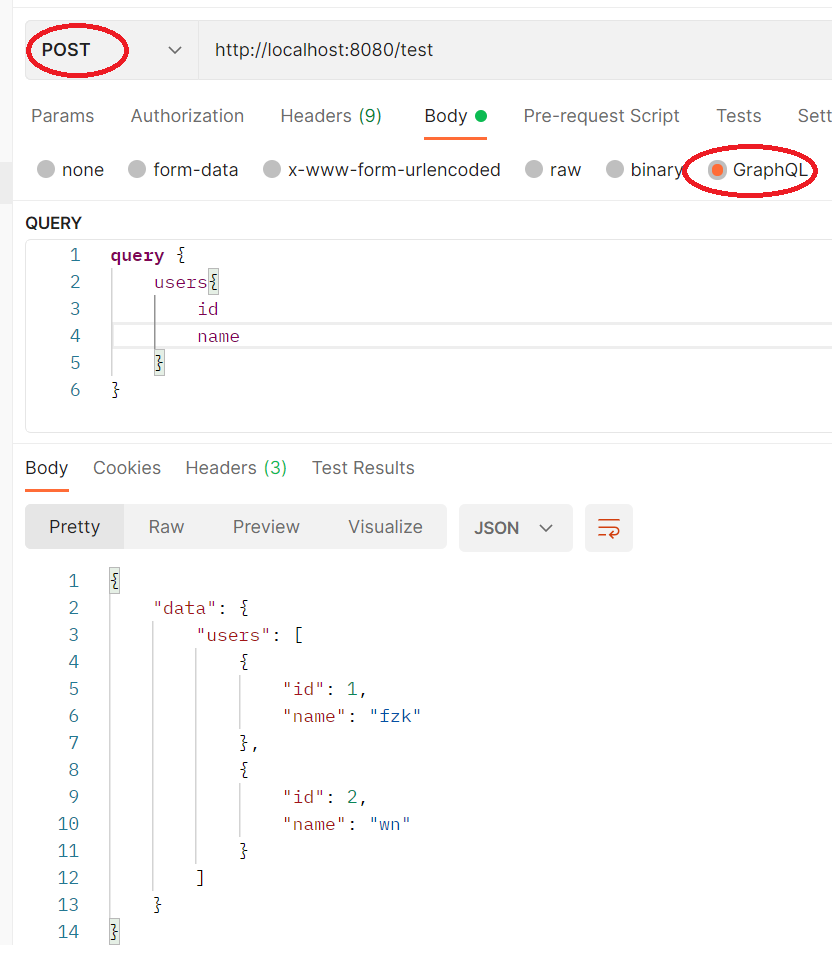 POST http://localhost:8080/test
Params Authorization Headers (9) Body Pre-request Script Tests Sett
none form-data x-www-form-urlencoded raw binary GraphQL
QUERY
1 query {
2 users{
3 id
4 name
5 }
6 }
Body Cookies Headers (3) Test Results
Pretty Raw Preview Visualize JSON
1 {
2 "data": {
3 "users": [
4 {
5 "id": 1,
6 "name": "fzk"
7 },
8 {
9 "id": 2,
10 "name": "wn"
11 }
12 ]
13 }
14 }